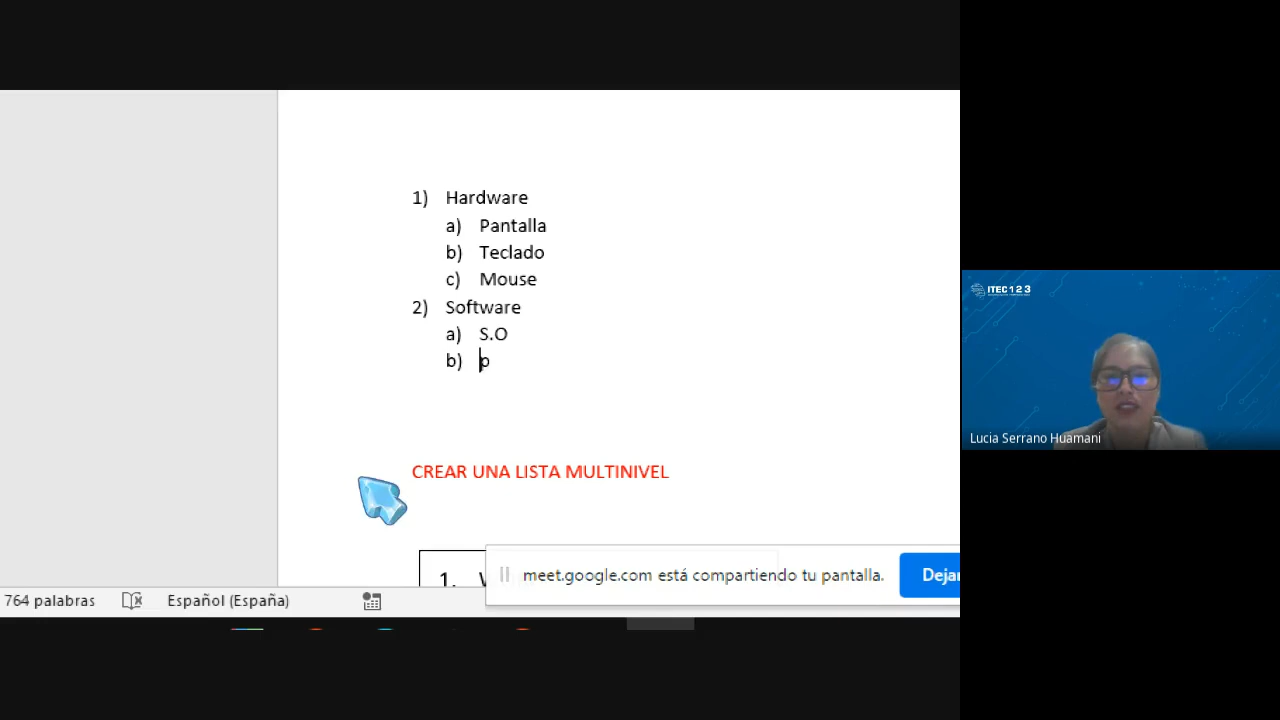 1) Hardware
a) Pantalla
b) Teclado
c) Mouse
2) Software
a) S.O
b) p
CREAR UNA LISTA MULTINIVEL
1.
meet.google.com está compartiendo tu pantalla.
Dejar
764 palabras
Español (España)
ITEC 1 2 3
Lucia Serrano Huamani